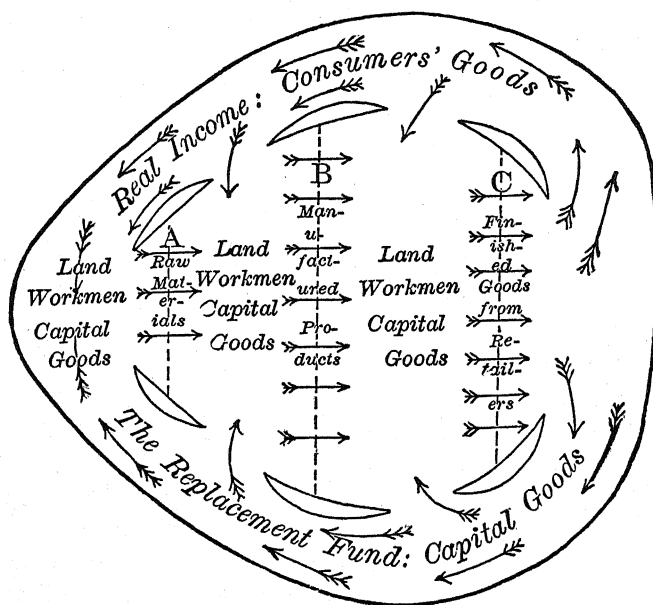 Real Income: Consumers' Goods
A
Raw
Mat-
er-
ials
B
Man-
u-
fact-
ured
Pro-
ducts
C
Fin-
ish-
ed
Goods
from
Re-
tail-
ers
Land
Workmen
Capital
Goods
Land
Workmen
Capital
Goods
Land
Workmen
Capital
Goods
The Replacement Fund: Capital Goods